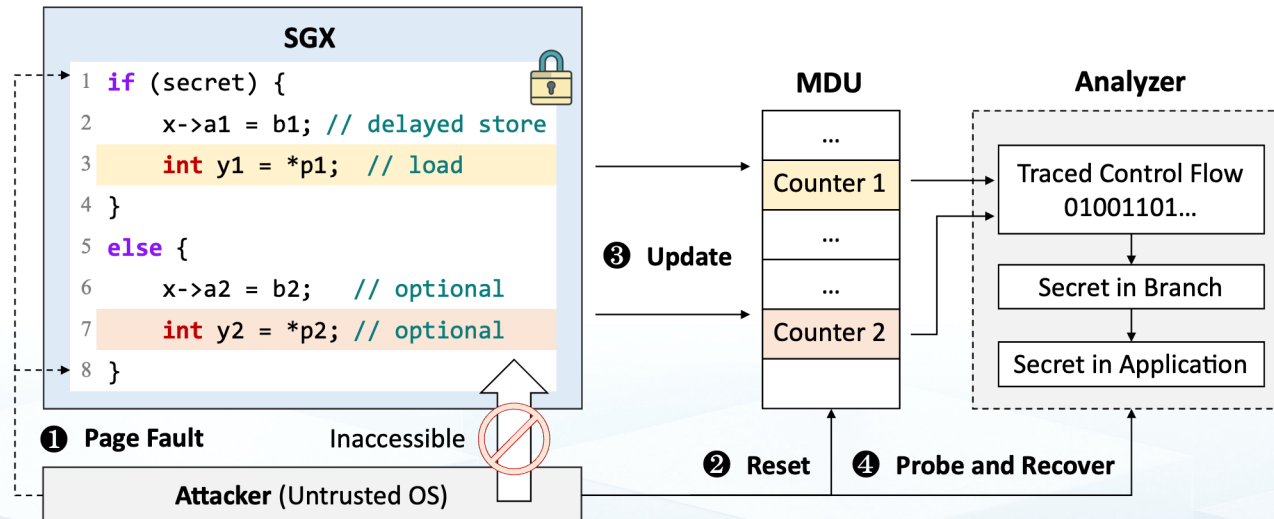 SGX
1 if (secret) {
2 x->a1 = b1; // delayed store
3 int y1 = *p1; // load
4 }
5 else {
6 x->a2 = b2; // optional
7 int y2 = *p2; // optional
8 }
❶ Page Fault
Inaccessible
Attacker (Untrusted OS)
❸ Update
MDU
...
Counter 1
...
...
Counter 2
❷ Reset
❹ Probe and Recover
Analyzer
Traced Control Flow
01001101...
Secret in Branch
Secret in Application